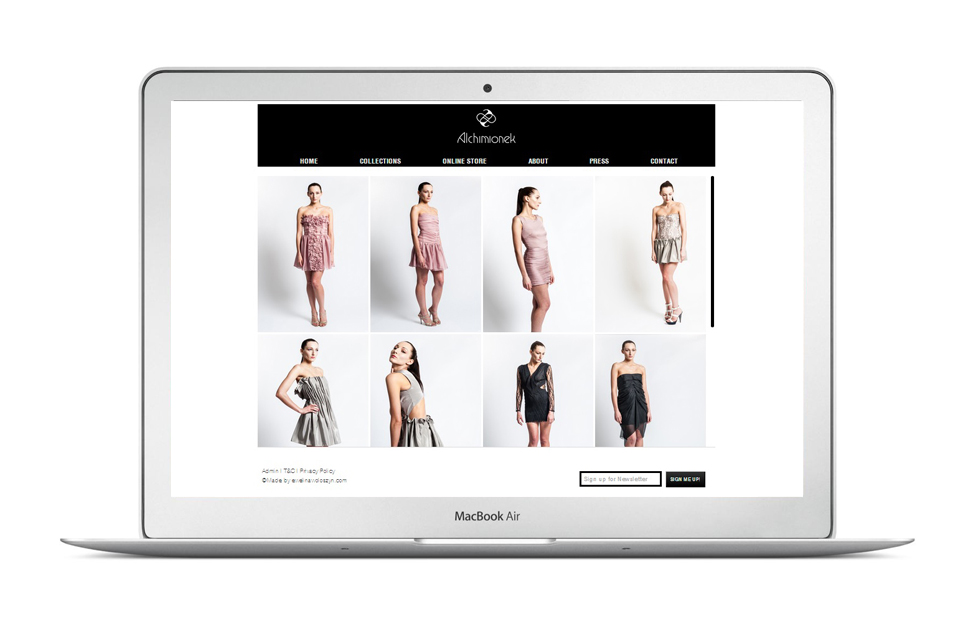 Alchimionek
HOME COLLECTIONS ONLINE STORE ABOUT PRESS CONTACT
Admin | T&C | Privacy Policy
©Made by ewelinawoloszyn.com
Sign up for Newsletter SIGN ME UP!
MacBook Air